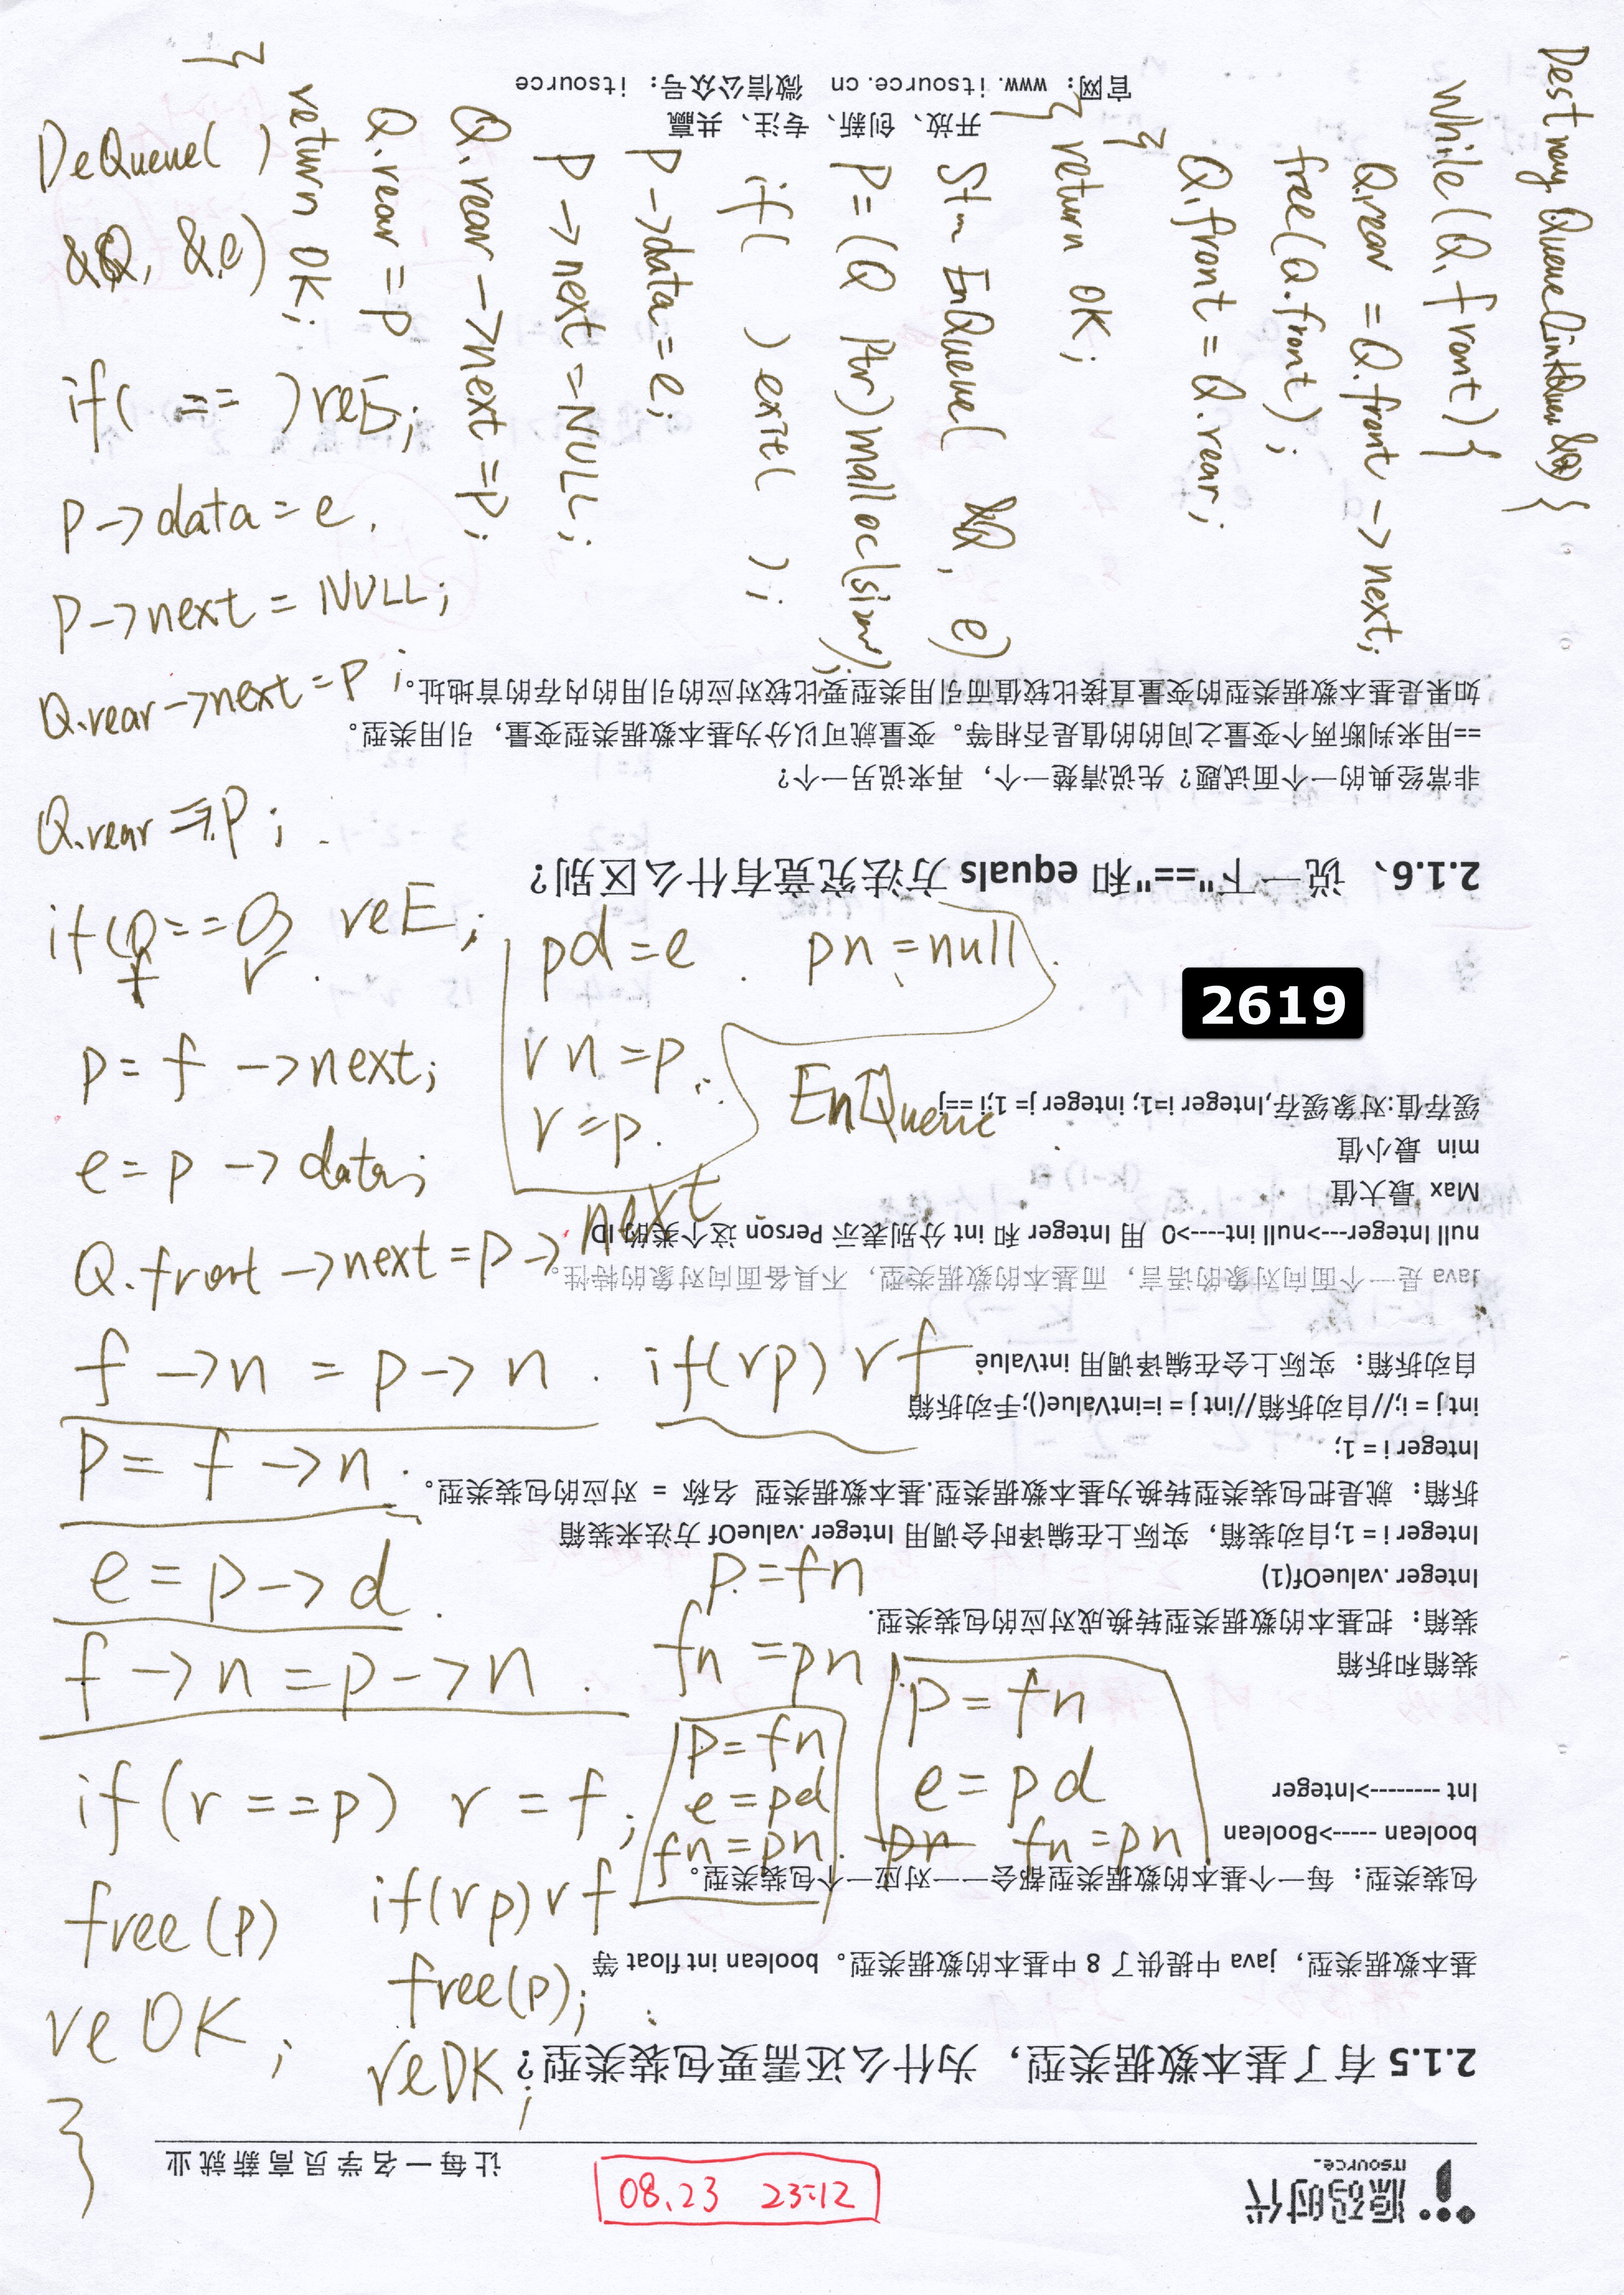 DestroyQueue(LinkQueue &Q){
while(Q.front){
Q.rear = Q.front->next;
free(Q.front);
Q.front = Q.rear;
}
return OK;
}
Stm EnQueue( &Q, e)
P=(Q Ptr)malloc(size);
if( )exit( );
P->data=e;
P->next=NULL;
Q.rear->next=p;
Q.rear=p
return OK;
}
DeQueue( )
&Q, &e)
if( == )reE;
P->data=e.
P->next=NULL;
Q.rear->next=p;
Q.rear=p;
if(Q==Q) reE;
f r.
p=f->next;
e=p->data;
Q.front->next=p->next
f->n=p->n. if(rp)rf
P=f->n.
e=p->d.
f->n=p->n.
if(r==p) r=f;
free(p)
reOK;
}
pd=e. pn=null.
rn=p.
r=p.
EnQueue
p=fn
fn=pn
p=fn
e=pd
fn=pn.
p=fn
e=pd
pn fn=pn
if(rp)rf
free(p);
reOK;
2619
08.23 23:12
源码时代
ITSOURCE
让每一名学员高薪就业
2.1.5 有了基本数据类型，为什么还需要包装类型？
基本数据类型，java 中提供了 8 中基本的数据类型。boolean int float 等
包装类型：每一个基本的数据类型都会一一对应一个包装类型。
boolean ----->Boolean
Int -------->Integer
装箱和拆箱
装箱：把基本的数据类型转换成对应的包装类型.
Integer .valueOf(1)
Integer i = 1;自动装箱，实际上在编译时会调用 Integer .valueOf 方法来装箱
拆箱：就是把包装类型转换为基本数据类型.基本数据类型 名称 = 对应的包装类型。
Integer i = 1;
int j = i;//自动拆箱//int j = i=intValue();手动拆箱
自动拆箱：实际上会在编译调用 intValue
Java 是一个面向对象的语言，而基本的数据类型，不具备面向对象的特性。
null Integer--->null int---->0 用 Integer 和 int 分别表示 Person 这个类的 ID
Max 最大值
min 最小值
缓存值:对象缓存,Integer i=1; integer j= 1;i ==j
2.1.6、说一下"=="和 equals 方法究竟有什么区别？
非常经典的一个面试题？先说清楚一个，再来说另一个？
==用来判断两个变量之间的的值是否相等。变量就可以分为基本数据类型变量，引用类型。
如果是基本数据类型的变量直接比较值而引用类型要比较对应的引用的内存的首地址。
开放、创新、专注、共赢
官网：www.itsource.cn 微信公众号：itsource